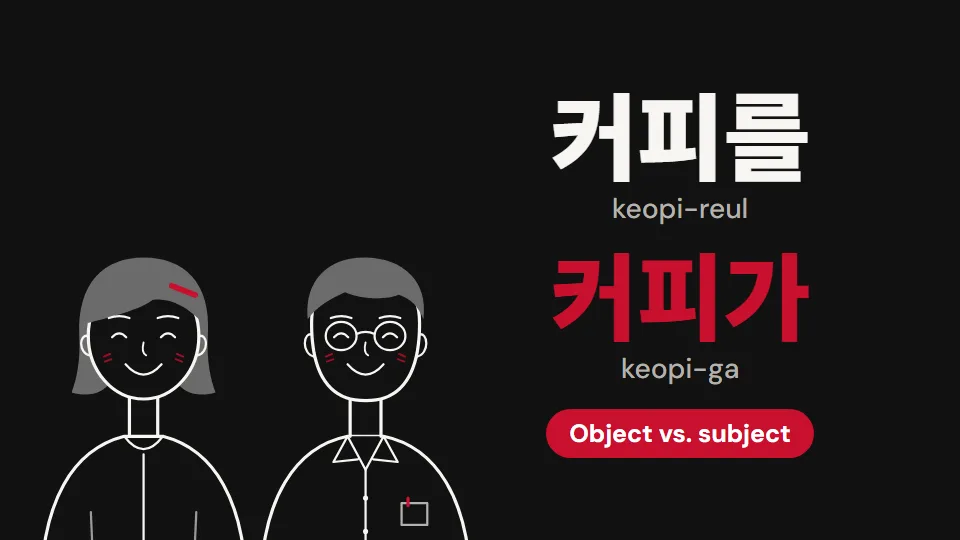 커피를
keopi-reul
커피가
keopi-ga
Object vs. subject